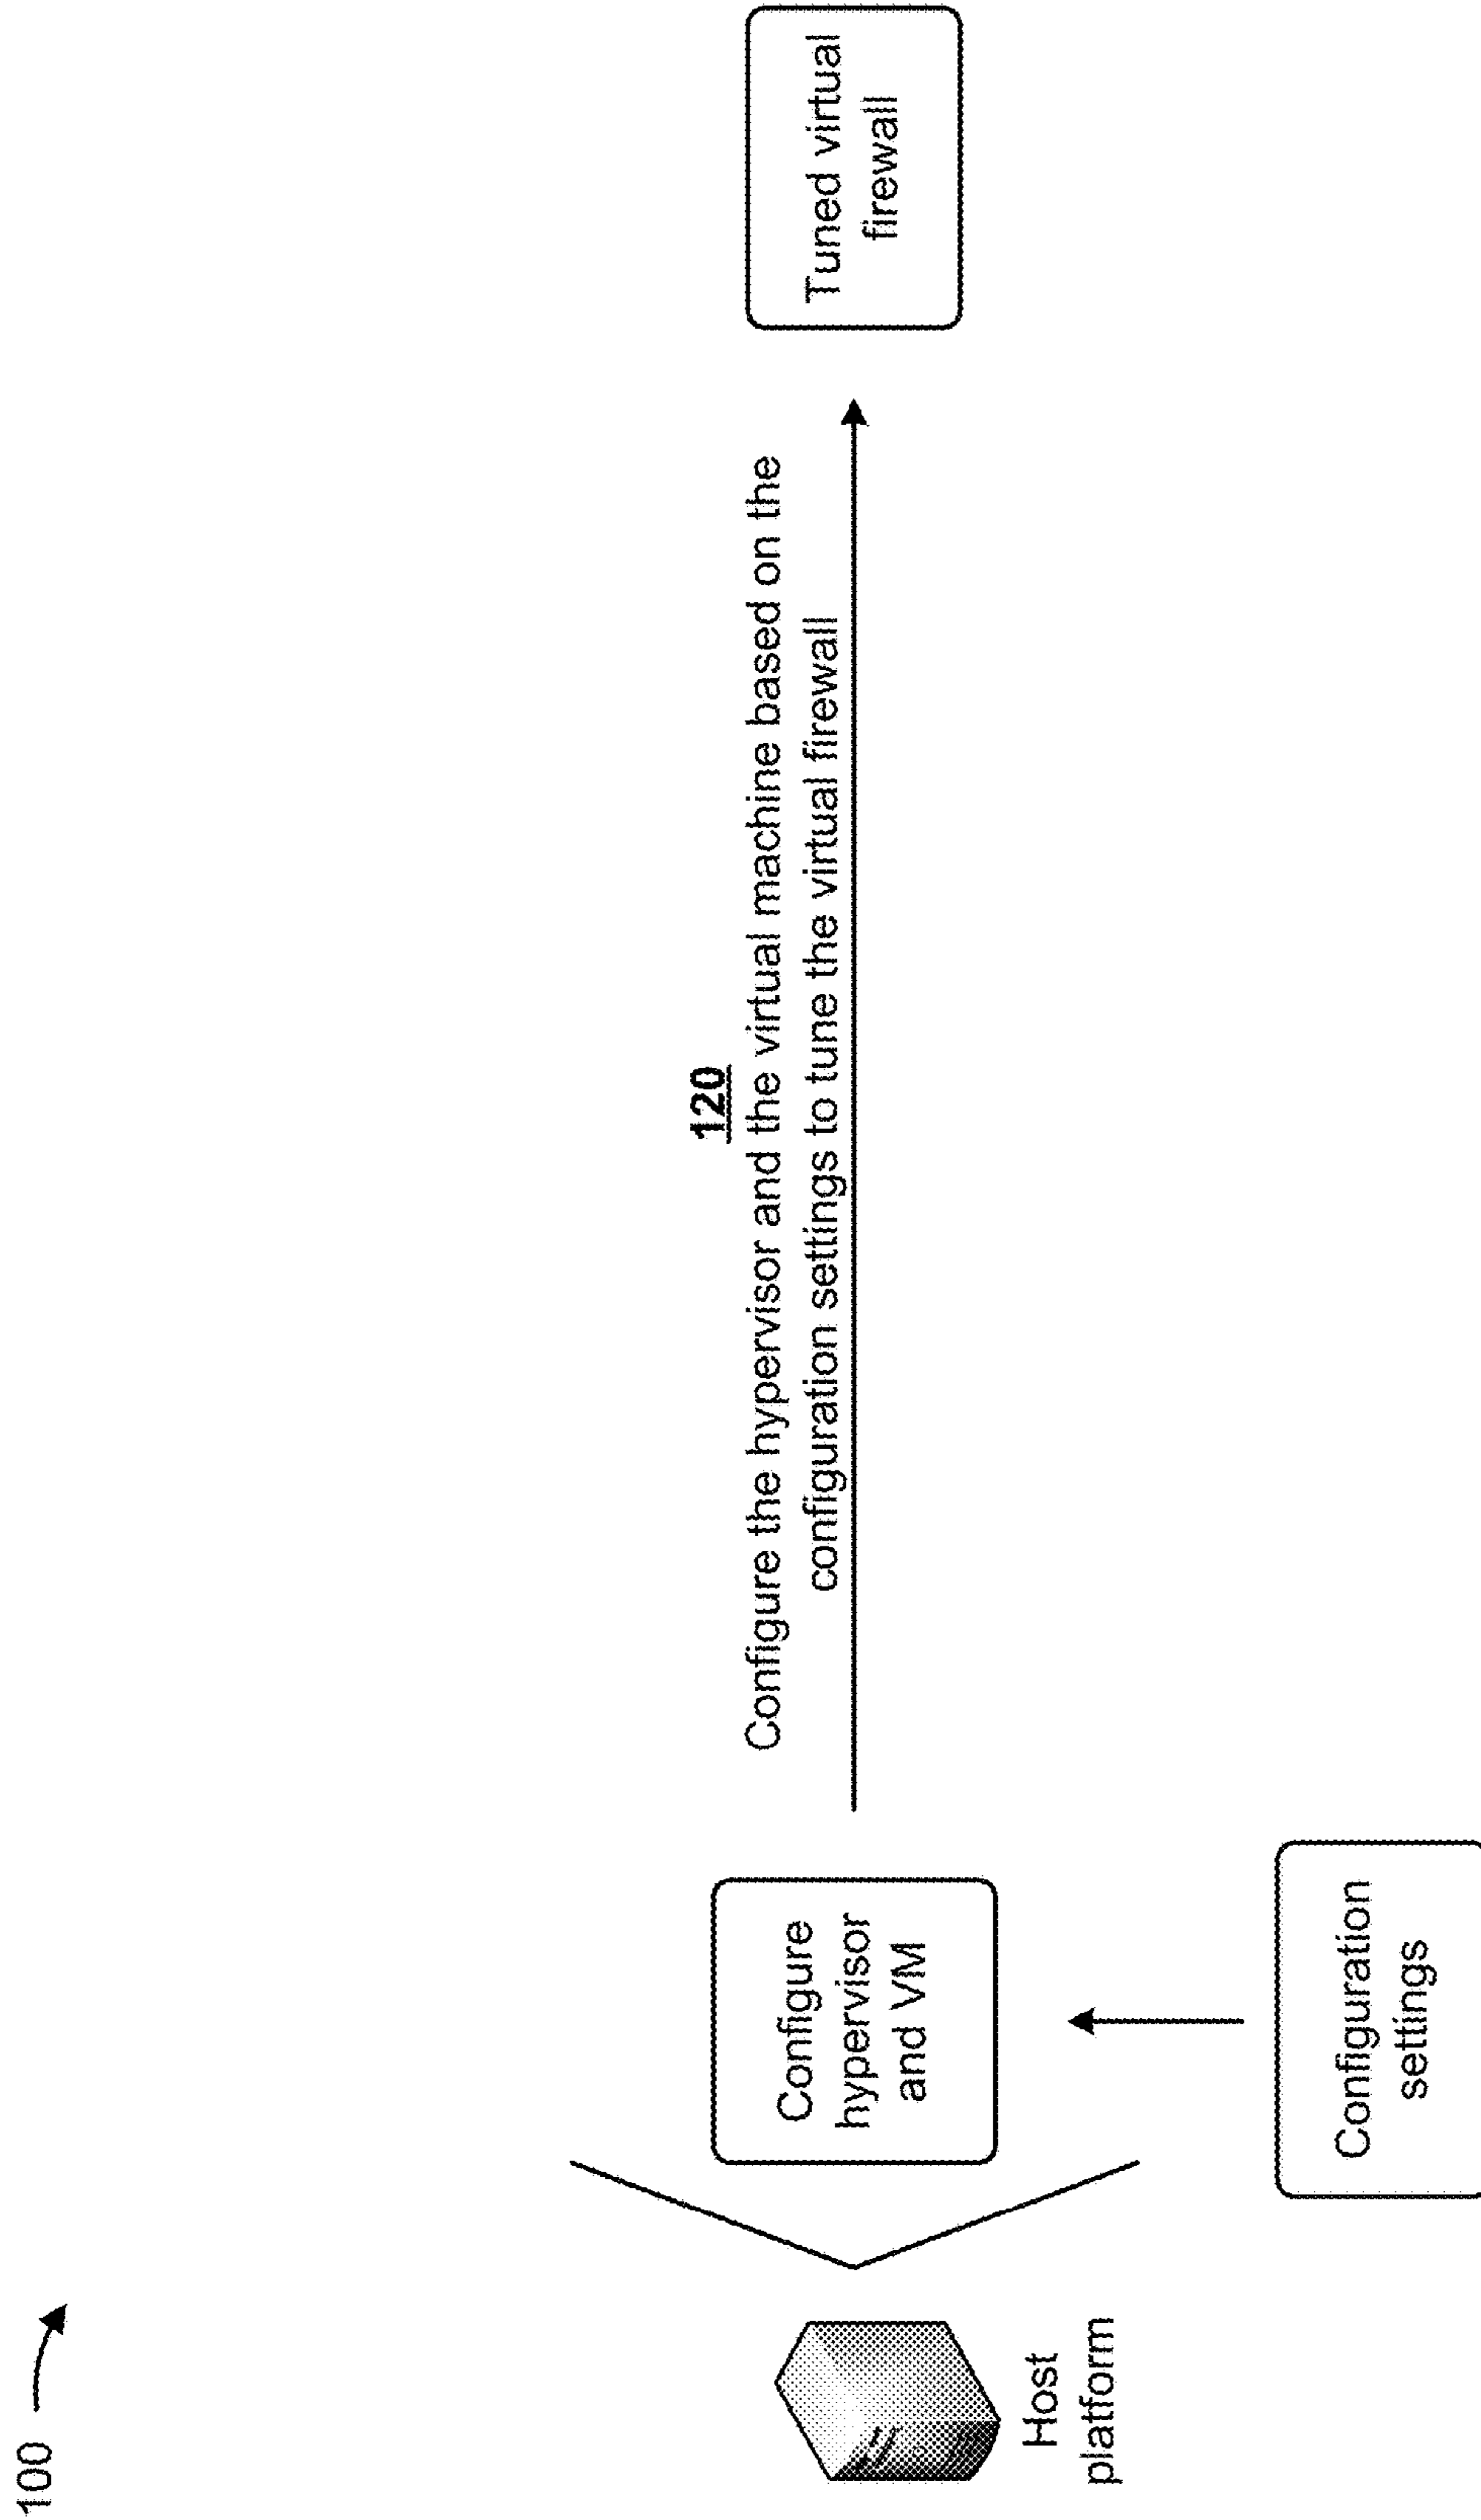 100
120
Configure the hypervisor and the virtual machine based on the
configuration settings to tune the virtual firewall
Host
platform
Configure
hypervisor
and VM
Tuned virtual
firewall
Configuration
settings